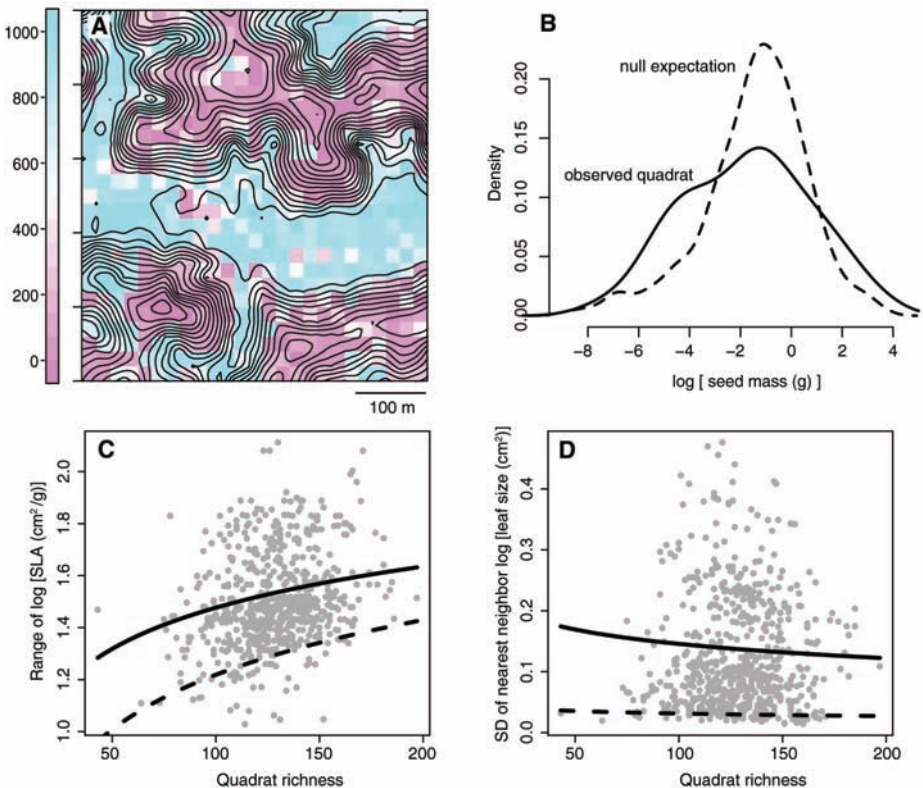 A
1000
800
600
400
200
0
100 m
B
null expectation
observed quadrat
Density
0.20
0.15
0.10
0.05
0.00
−8 −6 −4 −2 0 2 4
log [ seed mass (g) ]
C
Range of log [SLA (cm²/g)]
2.0
1.8
1.6
1.4
1.2
1.0
50 100 150 200
Quadrat richness
D
SD of nearest neighbor log [leaf size (cm²)]
0.4
0.3
0.2
0.1
0.0
50 100 150 200
Quadrat richness